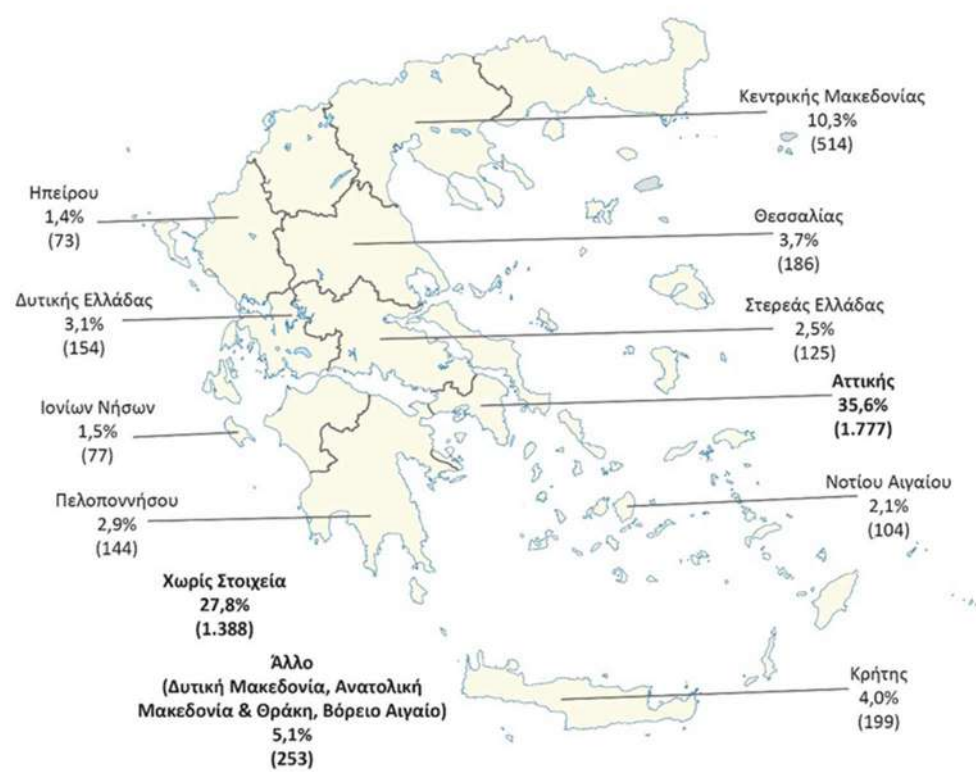 Κεντρικής Μακεδονίας
10,3%
(514)
Ηπείρου
1,4%
(73)
Θεσσαλίας
3,7%
(186)
Δυτικής Ελλάδας
3,1%
(154)
Στερεάς Ελλάδας
2,5%
(125)
Αττικής
35,6%
(1.777)
Ιονίων Νήσων
1,5%
(77)
Νοτίου Αιγαίου
2,1%
(104)
Πελοποννήσου
2,9%
(144)
Χωρίς Στοιχεία
27,8%
(1.388)
Άλλο
(Δυτική Μακεδονία, Ανατολική
Μακεδονία & Θράκη, Βόρειο Αιγαίο)
5,1%
(253)
Κρήτης
4,0%
(199)